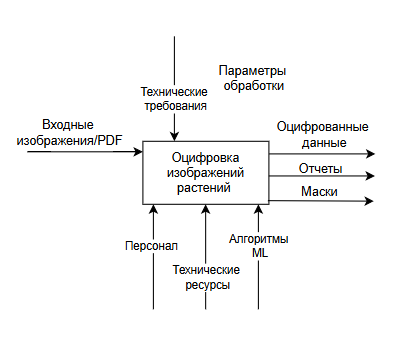 Параметры
обработки
Технические
требования
Входные
изображения/PDF
Оцифровка
изображений
растений
Оцифрованные
данные
Отчеты
Маски
Персонал
Технические
ресурсы
Алгоритмы
ML